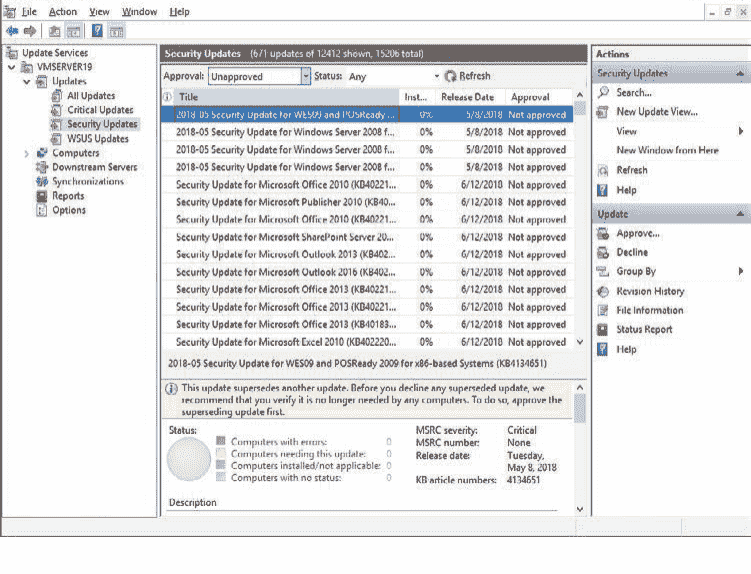 File Action View Window Help
Update Services
VMSERVER19
Updates
All Updates
Critical Updates
Security Updates
WSUS Updates
Computers
Downstream Servers
Synchronizations
Reports
Options
Security Updates (671 updates of 12412 shown, 15206 total)
Approval: Unapproved Status: Any Refresh
Title Inst... Release Date Approval
2018-05 Security Update for WES09 and POSReady ... 0% 5/8/2018 Not approved
2018-05 Security Update for Windows Server 2008 f... 0% 5/8/2018 Not approved
2018-05 Security Update for Windows Server 2008 f... 0% 5/8/2018 Not approved
2018-05 Security Update for Windows Server 2008 f... 0% 5/8/2018 Not approved
Security Update for Microsoft Office 2010 (KB40221... 0% 6/12/2018 Not approved
Security Update for Microsoft Publisher 2010 (KB40... 0% 6/12/2018 Not approved
Security Update for Microsoft Office 2010 (KB40221... 0% 6/12/2018 Not approved
Security Update for Microsoft SharePoint Server 20... 0% 6/12/2018 Not approved
Security Update for Microsoft Outlook 2013 (KB402... 0% 6/12/2018 Not approved
Security Update for Microsoft Outlook 2016 (KB402... 0% 6/12/2018 Not approved
Security Update for Microsoft Office 2013 (KB40221... 0% 6/12/2018 Not approved
Security Update for Microsoft Office 2013 (KB40221... 0% 6/12/2018 Not approved
Security Update for Microsoft Office 2013 (KB40183... 0% 6/12/2018 Not approved
Security Update for Microsoft Excel 2010 (KB402220... 0% 6/12/2018 Not approved
2018-05 Security Update for WES09 and POSReady 2009 for x86-based Systems (KB4134651)
This update supersedes another update. Before you decline any superseded update, we
recommend that you verify it is no longer needed by any computers. To do so, approve the
superseding update first.
Status:
Computers with errors: 0
Computers needing this update: 0
Computers installed/not applicable: 0
Computers with no status: 0
MSRC severity: Critical
MSRC number: None
Release date: Tuesday,
May 8, 2018
KB article numbers: 4134651
Description
Actions
Security Updates
Search...
New Update View...
View
New Window from Here
Refresh
Help
Update
Approve...
Decline
Group By
Revision History
File Information
Status Report
Help